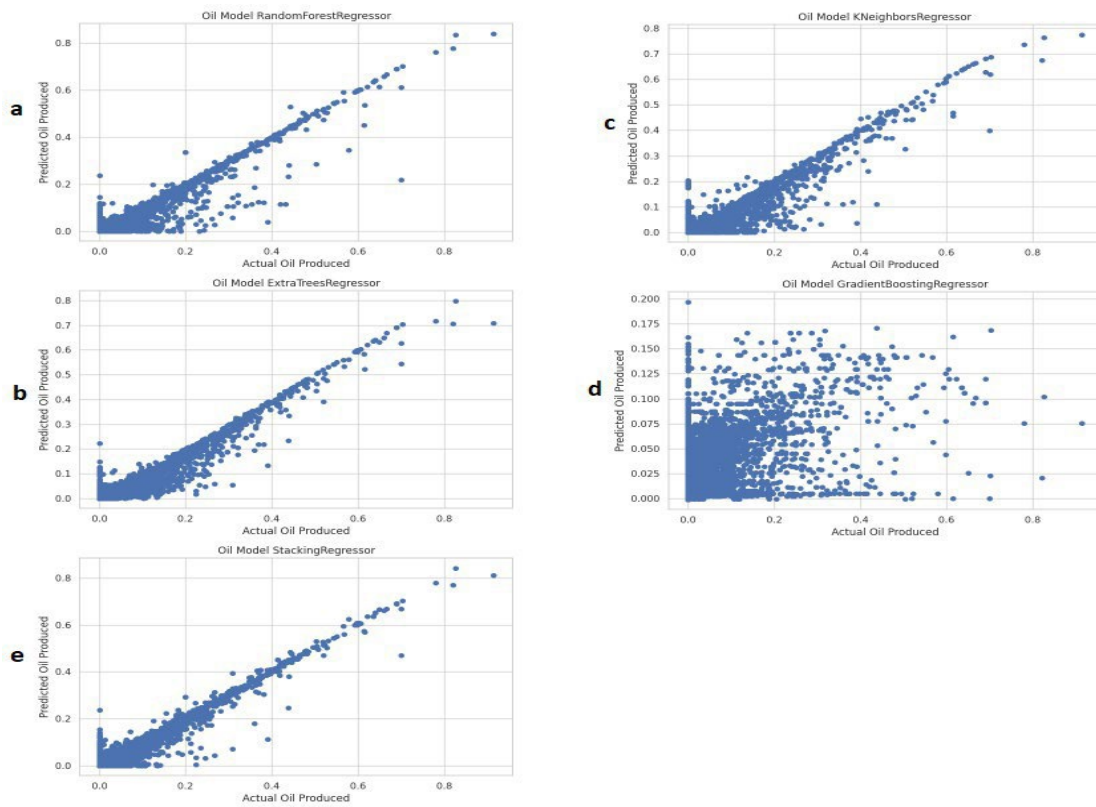 Oil Model RandomForestRegressor
a
Predicted Oil Produced
0.8
0.6
0.4
0.2
0.0
0.0 0.2 0.4 0.6 0.8
Actual Oil Produced
Oil Model ExtraTreesRegressor
b
Predicted Oil Produced
0.8
0.7
0.6
0.5
0.4
0.3
0.2
0.1
0.0
0.0 0.2 0.4 0.6 0.8
Actual Oil Produced
Oil Model StackingRegressor
e
Predicted Oil Produced
0.8
0.6
0.4
0.2
0.0
0.0 0.2 0.4 0.6 0.8
Actual Oil Produced
Oil Model KNeighborsRegressor
c
Predicted Oil Produced
0.8
0.7
0.6
0.5
0.4
0.3
0.2
0.1
0.0
0.0 0.2 0.4 0.6 0.8
Actual Oil Produced
Oil Model GradientBoostingRegressor
d
Predicted Oil Produced
0.200
0.175
0.150
0.125
0.100
0.075
0.050
0.025
0.000
0.0 0.2 0.4 0.6 0.8
Actual Oil Produced